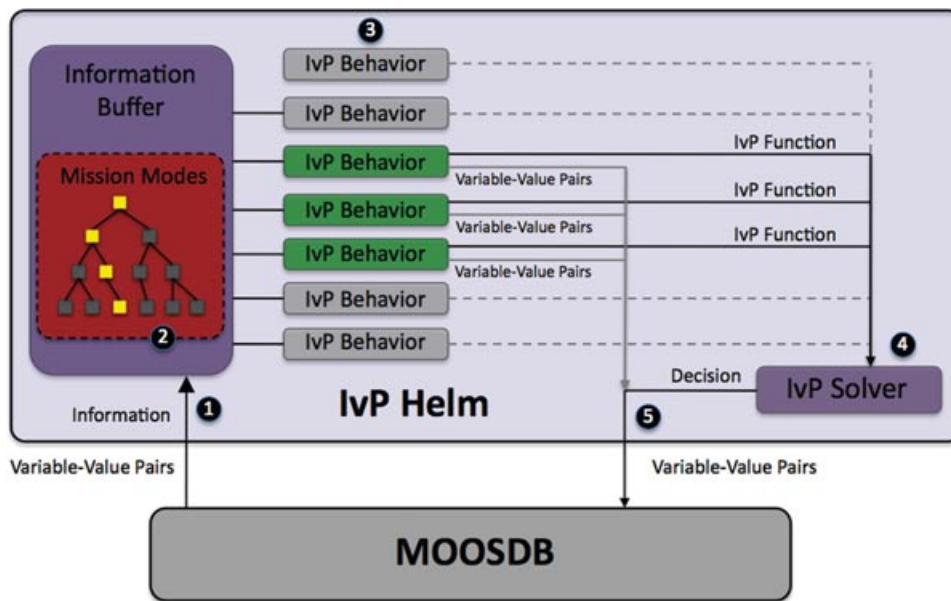 3
Information
Buffer
IvP Behavior
IvP Behavior
IvP Behavior
IvP Function
Variable-Value Pairs
Mission Modes
IvP Behavior
IvP Function
Variable-Value Pairs
IvP Behavior
IvP Function
Variable-Value Pairs
IvP Behavior
2
IvP Behavior
4
Decision
IvP Solver
1
Information
IvP Helm
5
Variable-Value Pairs
Variable-Value Pairs
MOOSDB